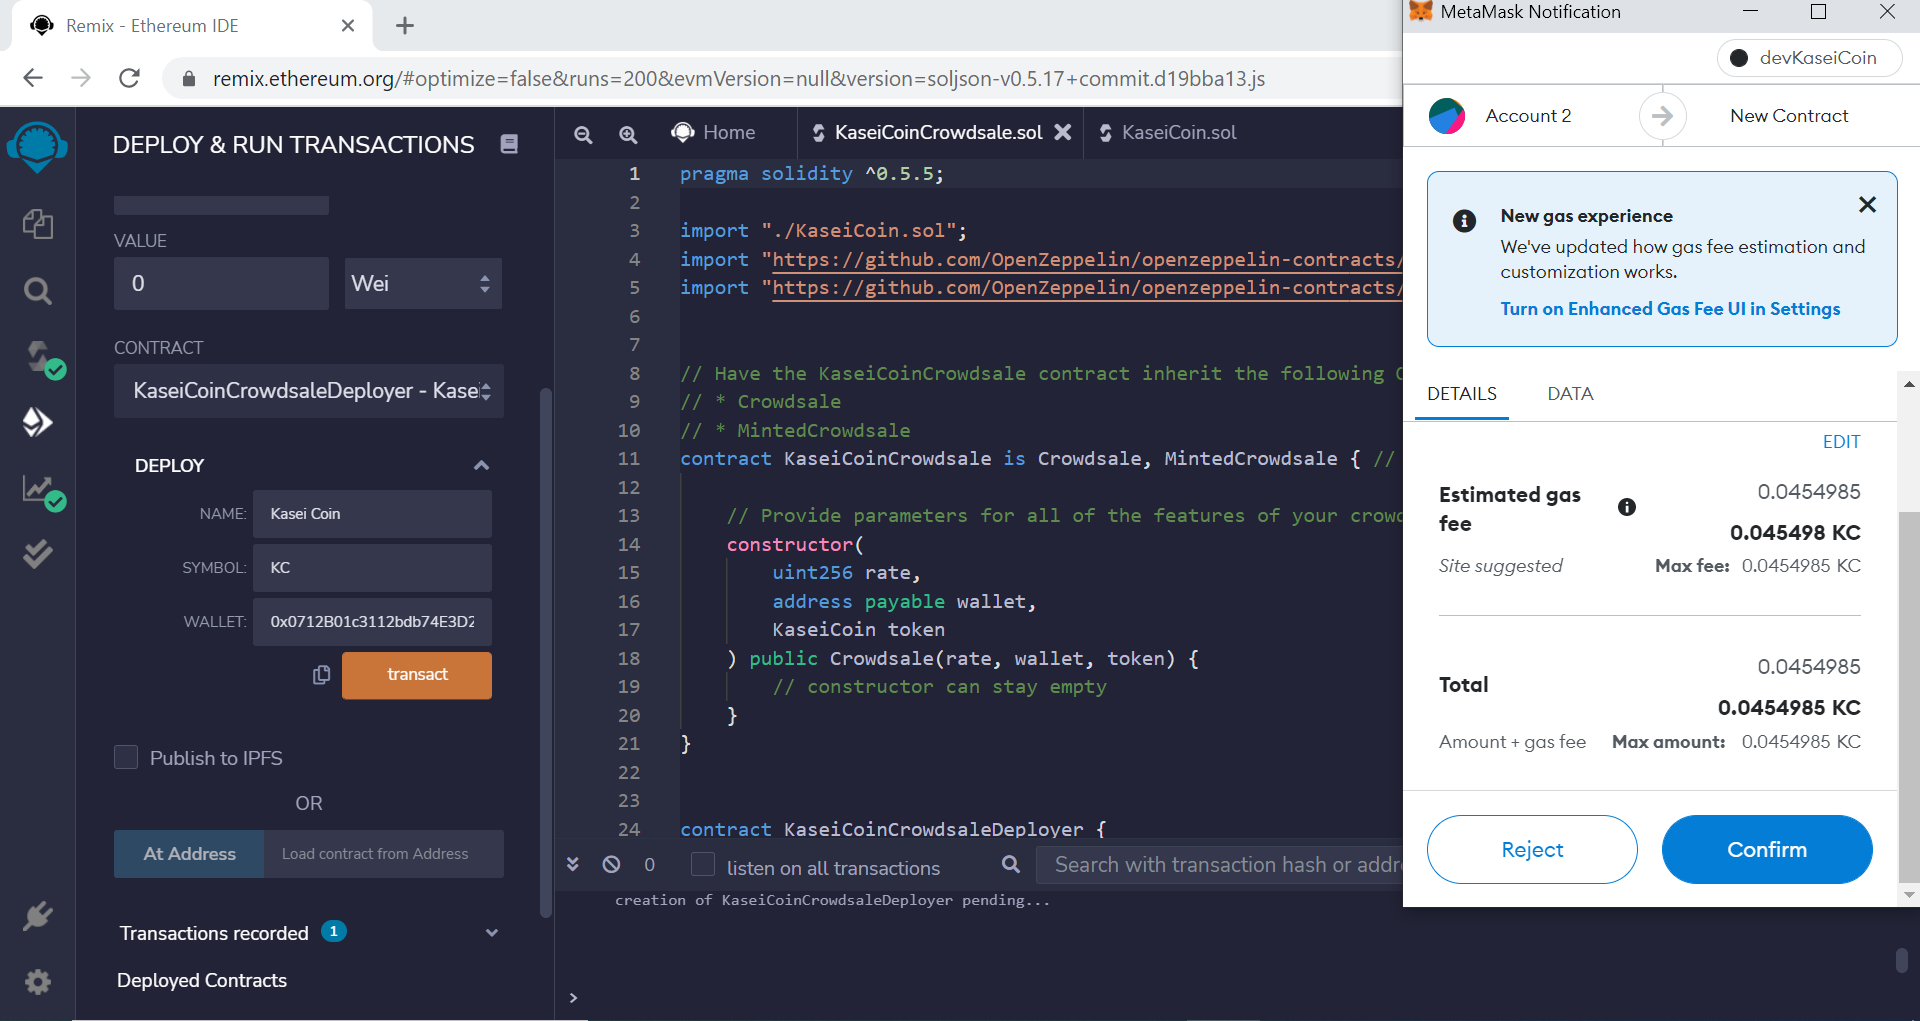 Remix - Ethereum IDE
remix.ethereum.org/#optimize=false&runs=200&evmVersion=null&version=soljson-v0.5.17+commit.d19bba13.js
DEPLOY & RUN TRANSACTIONS
VALUE
0
Wei
CONTRACT
KaseiCoinCrowdsaleDeployer - Kasei
DEPLOY
NAME:
Kasei Coin
SYMBOL:
KC
WALLET:
0x0712B01c3112bdb74E3D2
transact
Publish to IPFS
OR
At Address
Load contract from Address
Transactions recorded 1
Deployed Contracts
Home
KaseiCoinCrowdsale.sol
KaseiCoin.sol
1 pragma solidity ^0.5.5;
2
3 import "./KaseiCoin.sol";
4 import "https://github.com/OpenZeppelin/openzeppelin-contracts/
5 import "https://github.com/OpenZeppelin/openzeppelin-contracts/
6
7
8 // Have the KaseiCoinCrowdsale contract inherit the following
9 // * Crowdsale
10 // * MintedCrowdsale
11 contract KaseiCoinCrowdsale is Crowdsale, MintedCrowdsale { //
12
13 // Provide parameters for all of the features of your crowd
14 constructor(
15 uint256 rate,
16 address payable wallet,
17 KaseiCoin token
18 ) public Crowdsale(rate, wallet, token) {
19 // constructor can stay empty
20 }
21 }
22
23
24 contract KaseiCoinCrowdsaleDeployer {
0
listen on all transactions
Search with transaction hash or addre
creation of KaseiCoinCrowdsaleDeployer pending...
>
MetaMask Notification
devKaseiCoin
Account 2
New Contract
New gas experience
We've updated how gas fee estimation and
customization works.
Turn on Enhanced Gas Fee UI in Settings
DETAILS
DATA
EDIT
Estimated gas
fee
0.0454985
0.045498 KC
Site suggested
Max fee: 0.0454985 KC
Total
0.0454985
0.0454985 KC
Amount + gas fee
Max amount: 0.0454985 KC
Reject
Confirm